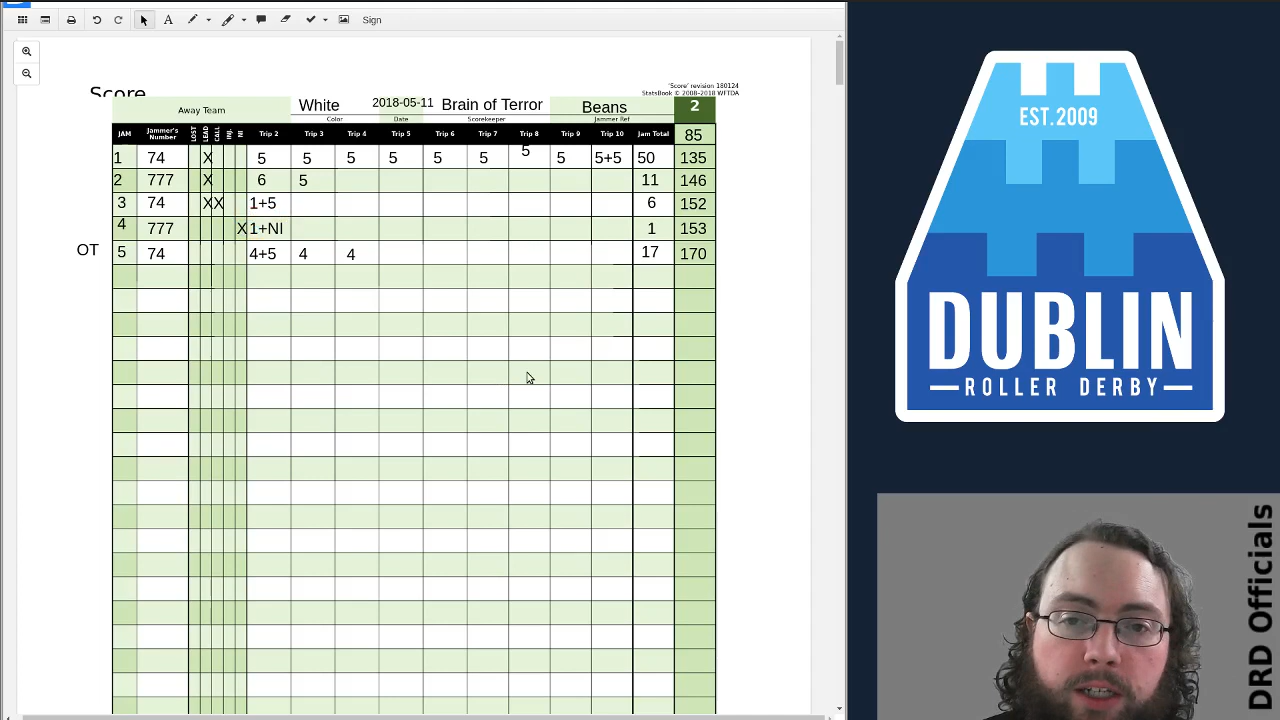 Sign
Score
'Score' revision 180124
StatsBook © 2008-2018 WFTDA
Away Team White 2018-05-11 Brain of Terror Beans 2
Color Date Scorekeeper Jammer Ref
JAM Jammer's Number LOST LEAD CALL INJ. NI Trip 2 Trip 3 Trip 4 Trip 5 Trip 6 Trip 7 Trip 8 Trip 9 Trip 10 Jam Total 85
1 74 X 5 5 5 5 5 5 5 5 5+5 50 135
2 777 X 6 5 11 146
3 74 X X 1+5 6 152
4 777 X 1+NI 1 153
OT 5 74 4+5 4 4 17 170
EST. 2009
DUBLIN
ROLLER DERBY
DRD Officials